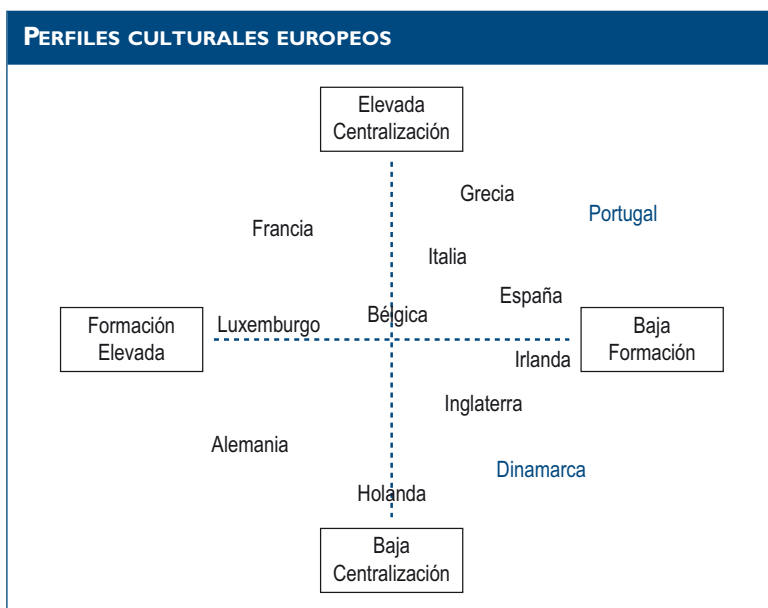 PERFILES CULTURALES EUROPEOS
Elevada
Centralización
Grecia
Portugal
Francia
Italia
España
Bélgica
Formación
Elevada
Luxemburgo
Baja
Formación
Irlanda
Inglaterra
Alemania
Dinamarca
Holanda
Baja
Centralización